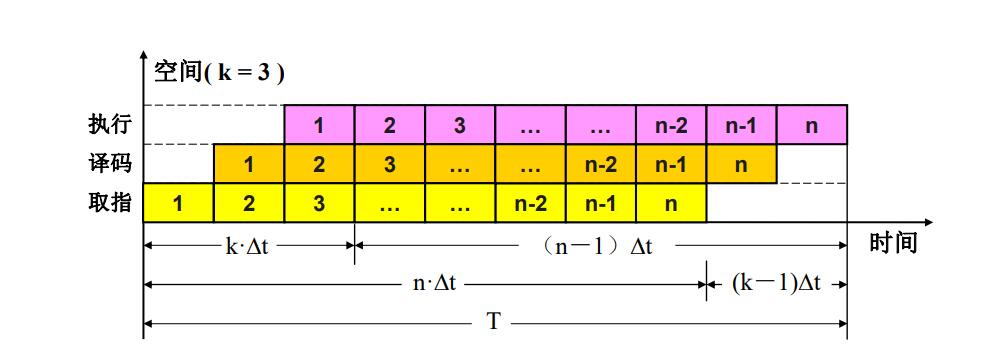 空间( k = 3 )
执行 1 2 3 … … n-2 n-1 n
译码 1 2 3 … … n-2 n-1 n
取指 1 2 3 … … n-2 n-1 n
时间
k·Δt （n－1）Δt
n·Δt (k－1)Δt
T